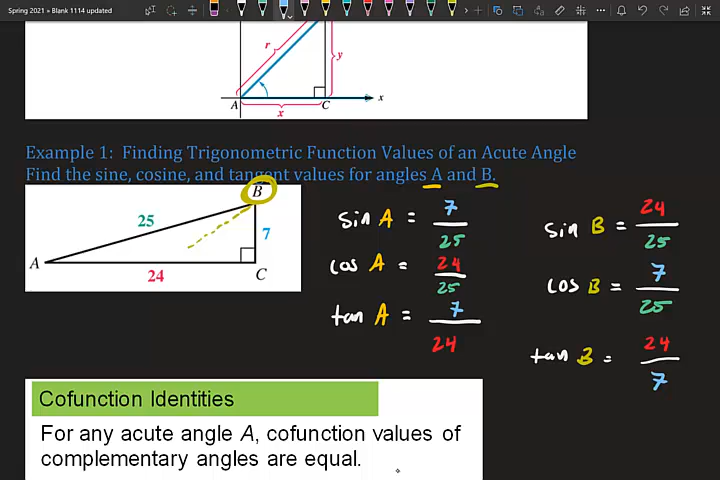 Spring 2021 » Blank 1114 updated
r
y
A
x
C
x
Example 1: Finding Trigonometric Function Values of an Acute Angle
Find the sine, cosine, and tangent values for angles A and B.
B
25
7
A
24
C
sin A = 7/25
cos A = 24/25
tan A = 7/24
sin B = 24/25
cos B = 7/25
tan B = 24/7
Cofunction Identities
For any acute angle A, cofunction values of
complementary angles are equal.